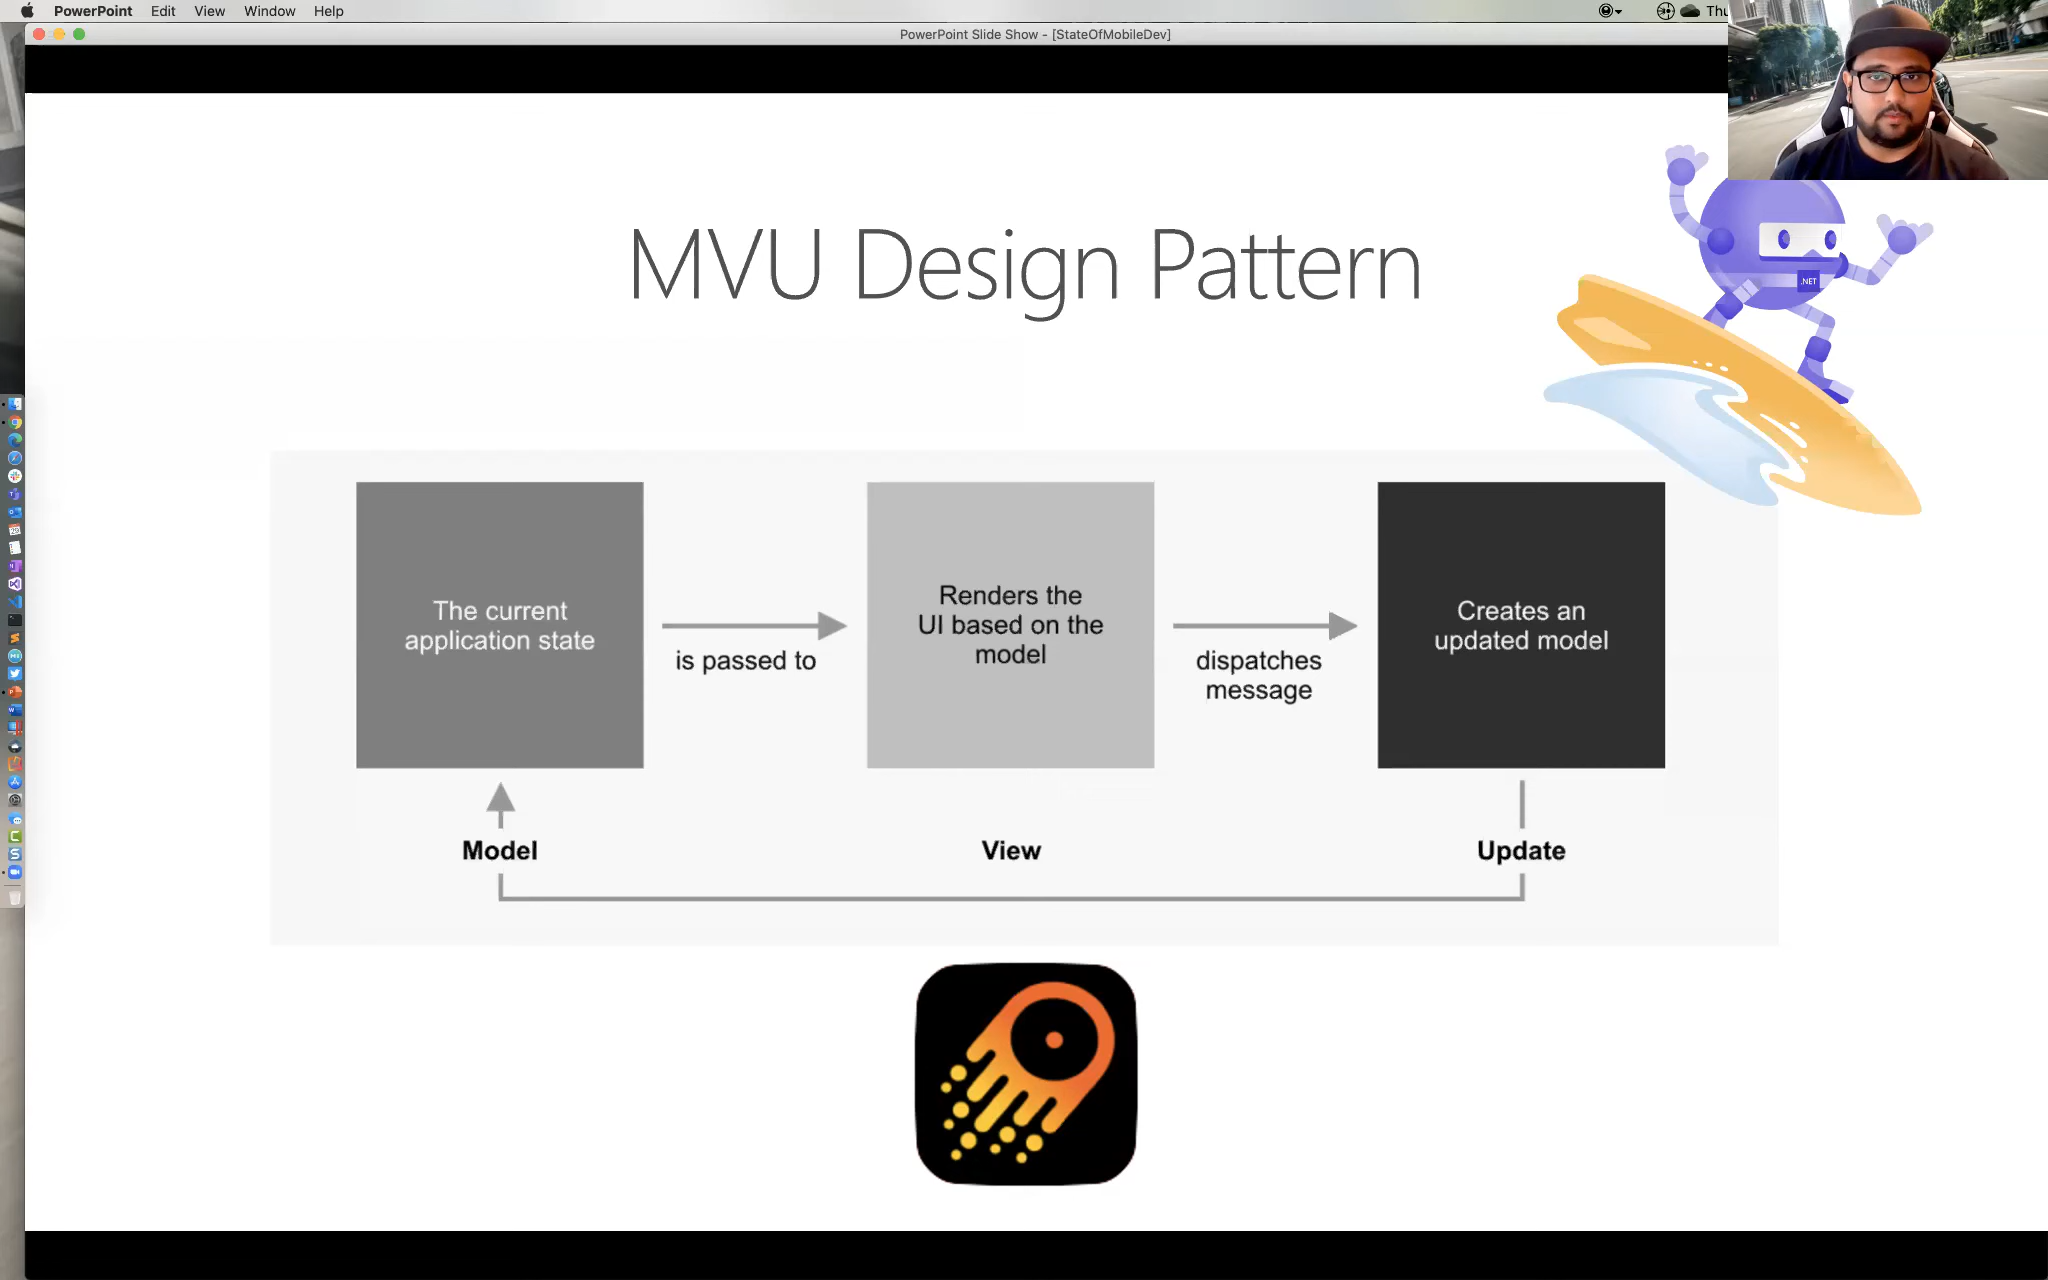 PowerPoint Edit View Window Help
Thu
PowerPoint Slide Show - [StateOfMobileDev]
MVU Design Pattern
.NET
The current
application state
is passed to
Renders the
UI based on the
model
dispatches
message
Creates an
updated model
Model
View
Update